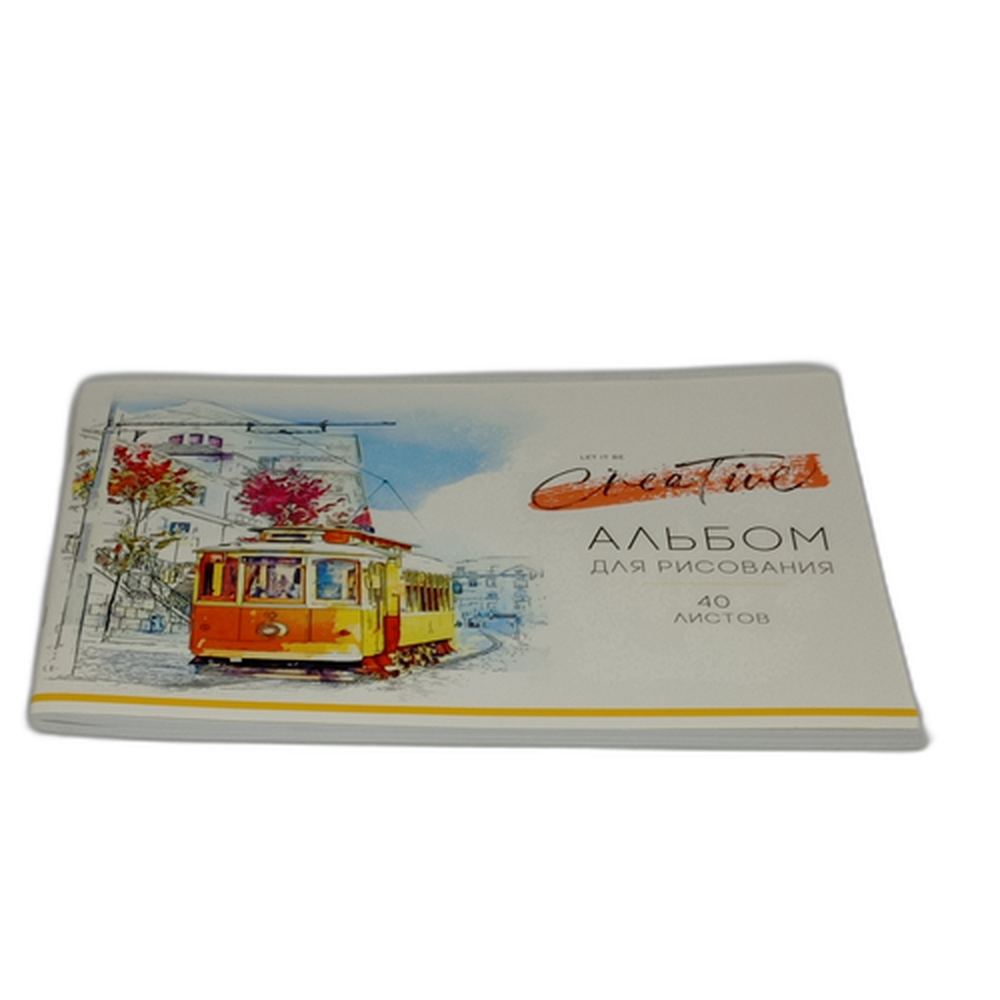 LET IT BE
Creative
АЛЬБОМ
ДЛЯ РИСОВАНИЯ
40
ЛИСТОВ